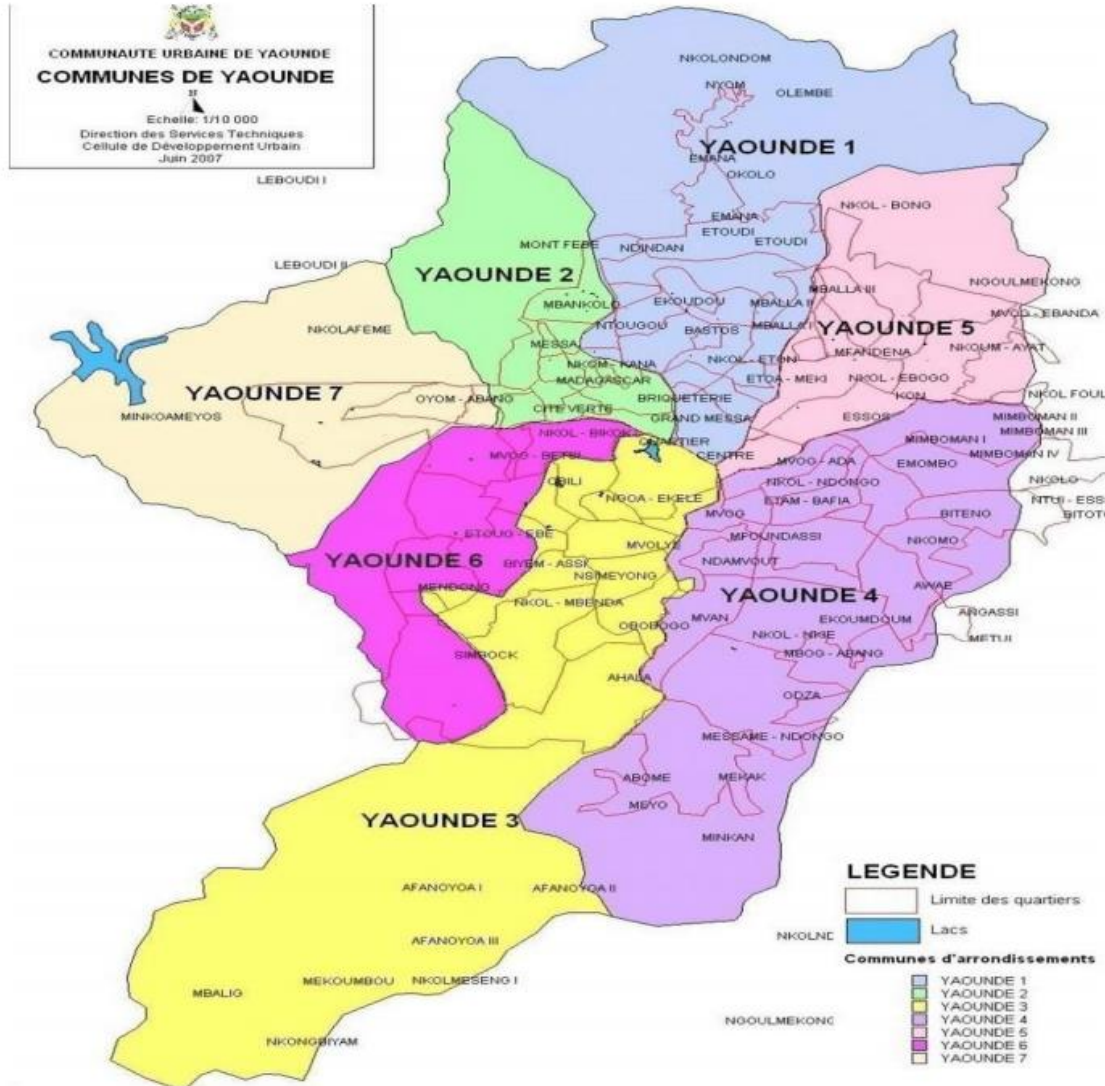 COMMUNAUTE URBAINE DE YAOUNDE
COMMUNES DE YAOUNDE
N
Echelle: 1/10 000
Direction des Services Techniques
Cellule de Développement Urbain
Juin 2007
NKOLONDOM
NYOM
OLEMBE
YAOUNDE 1
EMANA
OKOLO
LEBOUDI I
NKOL - BONG
EMANA
ETOUDI
ETOUDI
MONT FEBE
NDINDAN
LEBOUDI II
YAOUNDE 2
NGOULMEKONG
MBALLA III
MBANKOLO
EKOUDOU
MBALLA II
MVOG - EBANDA
NKOLAFEME
NTOUGOU
BASTOS
MBALLA I
YAOUNDE 5
MESSA
MFANDENA
NKOUM - AYAT
NKOM - KANA
NKOL - ETON
MADAGASCAR
ETOA - MEKI
NKOL - EBOGO
YAOUNDE 7
OYOM - ABANG
BRIQUETERIE
KON
NKOL FOUL
MINKOAMEYOS
CITE VERTE
GRAND MESSA
ESSOS
MIMBOMAN II
NKOL - BIKOK
MIMBOMAN III
QUARTIER
MIMBOMAN I
MVOG - BETSI
CENTRE
MVOG - ADA
EMOMBO
MIMBOMAN IV
OBILI
NKOL - NDONGO
NKOLO
NGOA - EKELE
ETAM - BAFIA
NTUI - ESS
MVOG
BITENG
BITOTO
ETOUG - EBE
MFOUNDASSI
NKOMO
MVOLYE
YAOUNDE 6
BIYEM - ASSI
NDAMVOUT
NSIMEYONG
MENDONG
AWAE
YAOUNDE 4
NKOL - MBENDA
ANGASSI
OBOBOGO
MVAN
EKOUMDOUM
NKOL - NKIE
METUI
SIMBOCK
MBOG - ABANG
AHALA
ODZA
MESSAME - NDONGO
ABOME
MEKAK
MEYO
YAOUNDE 3
MINKAN
LEGENDE
AFANOYOA I
AFANOYOA II
Limite des quartiers
NKOLNE
Lacs
AFANOYOA III
Communes d'arrondissements
MEKOUMBOU
NKOLMESENG I
YAOUNDE 1
MBALIG
YAOUNDE 2
YAOUNDE 3
NGOULMEKONG
YAOUNDE 4
YAOUNDE 5
NKONGBIYAM
YAOUNDE 6
YAOUNDE 7